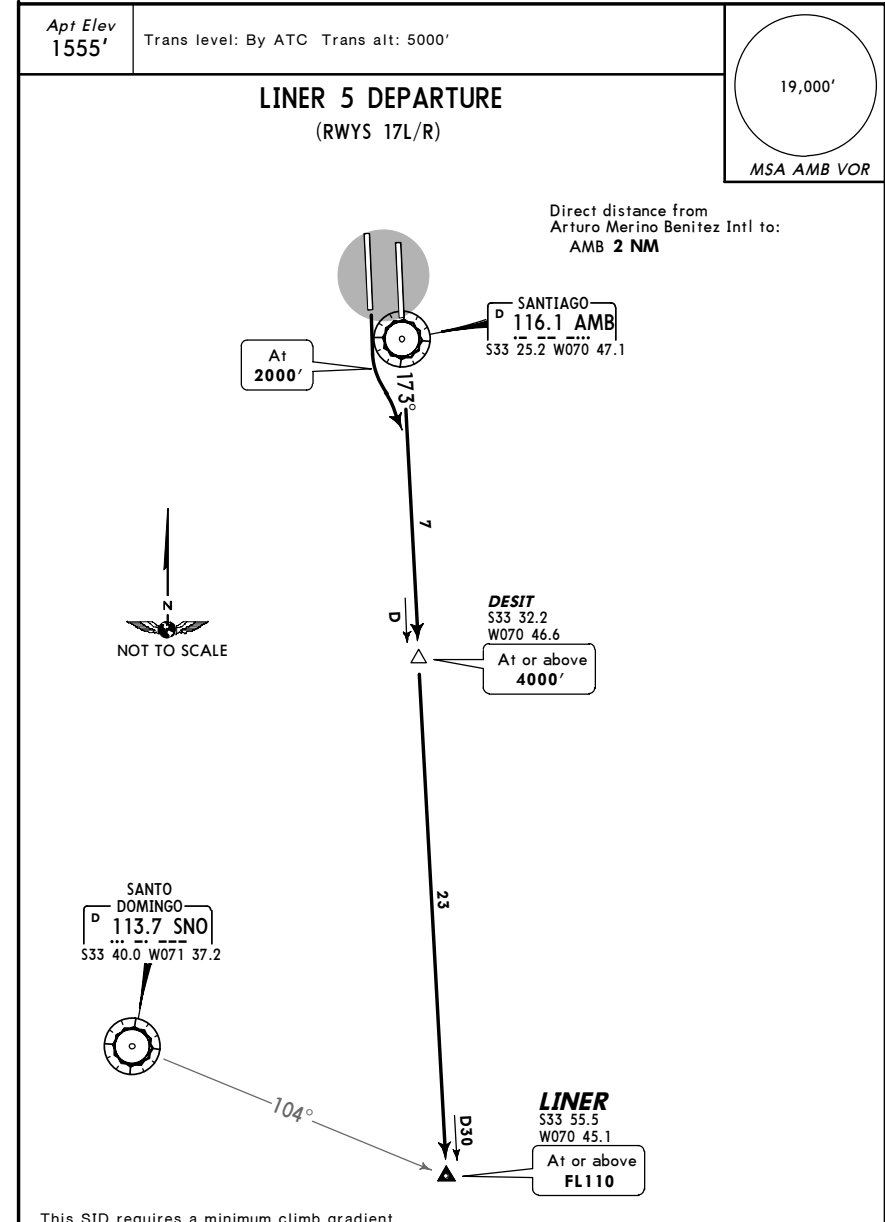 Apt Elev
1555'
Trans level: By ATC Trans alt: 5000'
19,000'
MSA AMB VOR
LINER 5 DEPARTURE
(RWYS 17L/R)
Direct distance from
Arturo Merino Benitez Intl to:
AMB 2 NM
SANTIAGO
D 116.1 AMB
S33 25.2 W070 47.1
At
2000'
173°
7
N
NOT TO SCALE
D
DESIT
S33 32.2
W070 46.6
At or above
4000'
23
SANTO
DOMINGO
D 113.7 SNO
S33 40.0 W071 37.2
104°
D30
LINER
S33 55.5
W070 45.1
At or above
FL110
This SID requires a minimum climb gradient